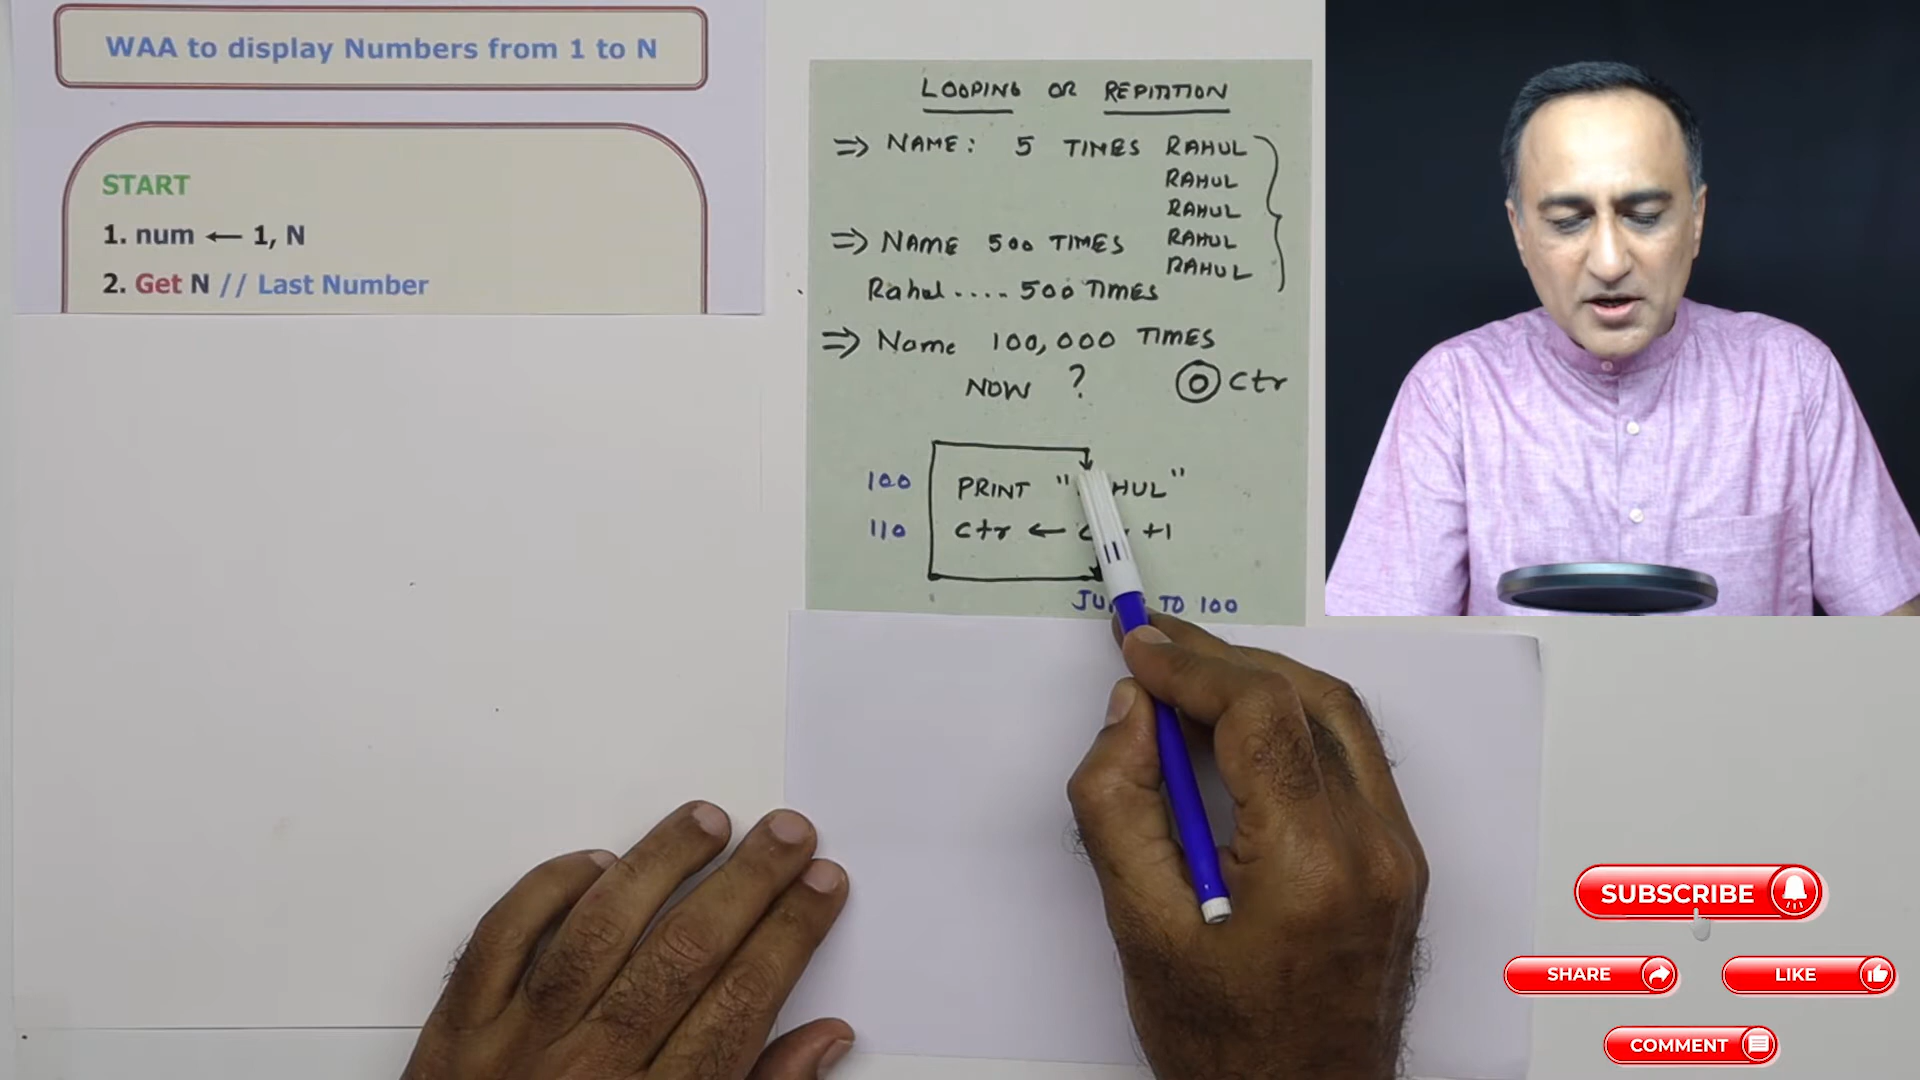 WAA to display Numbers from 1 to N
START
1. num ← 1, N
2. Get N // Last Number
LOOPING OR REPITITION
⇒ NAME: 5 TIMES RAHUL
RAHUL
RAHUL
⇒ NAME 500 TIMES RAHUL
RAHUL
Rahul.... 500 TIMES
⇒ Name 100,000 TIMES
NOW ? 0 Ctr
100 PRINT " HUL"
110 Ctr ← +1
TO 100
SUBSCRIBE
SHARE
LIKE
COMMENT